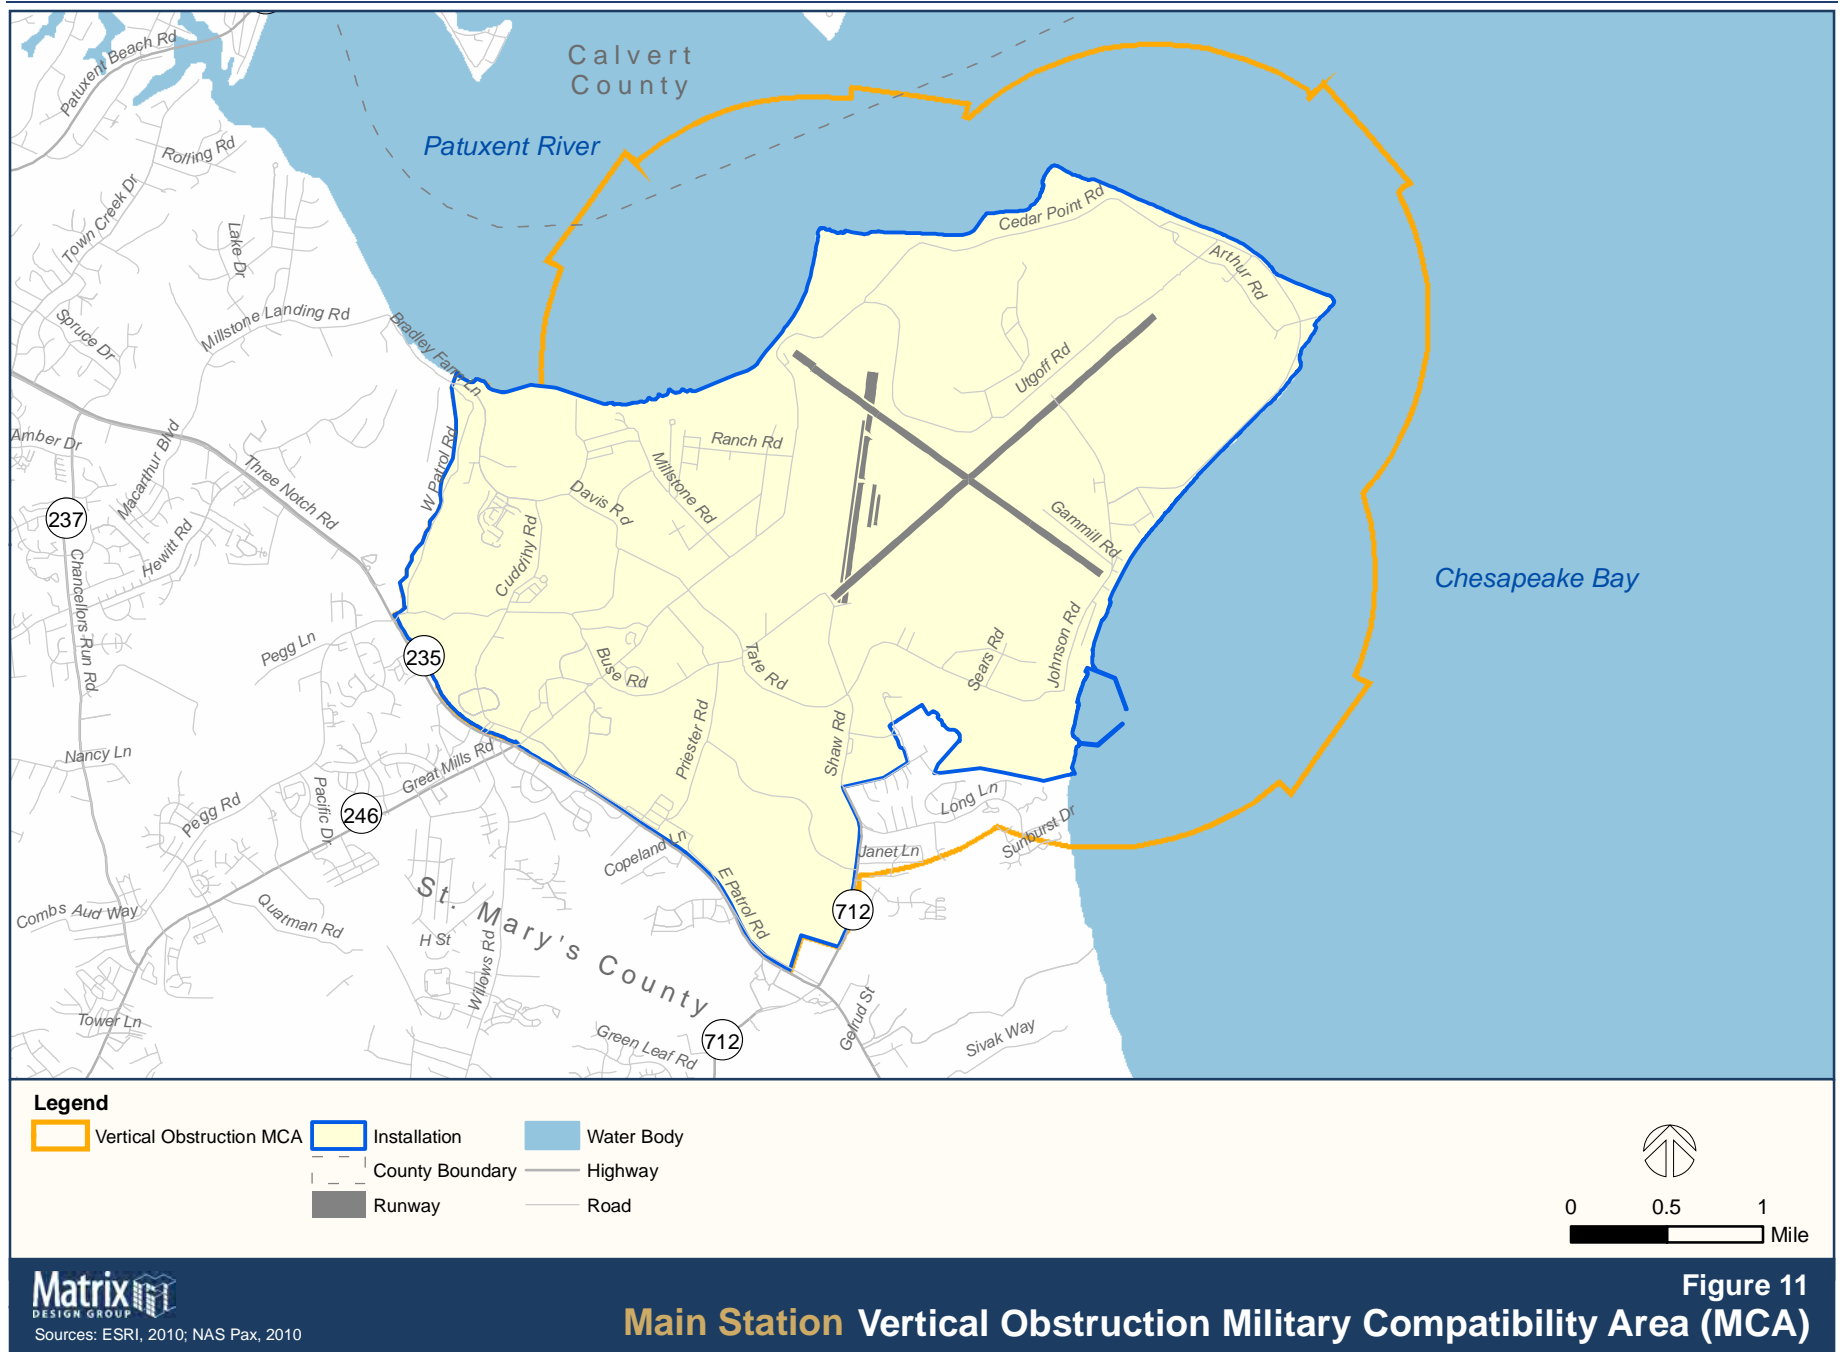 Calvert
County
Patuxent River
Patuxent Beach Rd
Rolling Rd
Town Creek Dr
Lake Dr
Cedar Point Rd
Arthur Rd
Spruce Dr
Millstone Landing Rd
Bradley Farm Ln
Utgoff Rd
Amber Dr
Macarthur Blvd
Three Notch Rd
W Patrol Rd
Ranch Rd
Millstone Rd
Davis Rd
237
Hewitt Rd
Cuddihy Rd
Gammill Rd
Chesapeake Bay
Chancellors Run Rd
Pegg Ln
235
Buse Rd
Tate Rd
Sears Rd
Johnson Rd
Priester Rd
Shaw Rd
Nancy Ln
Great Mills Rd
Pegg Rd
Pacific Dr
246
Long Ln
Sunburst Dr
Copeland Ln
Janet Ln
E Patrol Rd
712
Combs Aud Way
Quatman Rd
H St
Willows Rd
St. Mary's County
Tower Ln
Green Leaf Rd
712
Gelrud St
Sivak Way
Legend
Vertical Obstruction MCA
Installation
Water Body
County Boundary
Highway
Runway
Road
0 0.5 1
Mile
Matrix
DESIGN GROUP
Sources: ESRI, 2010; NAS Pax, 2010
Figure 11
Main Station Vertical Obstruction Military Compatibility Area (MCA)